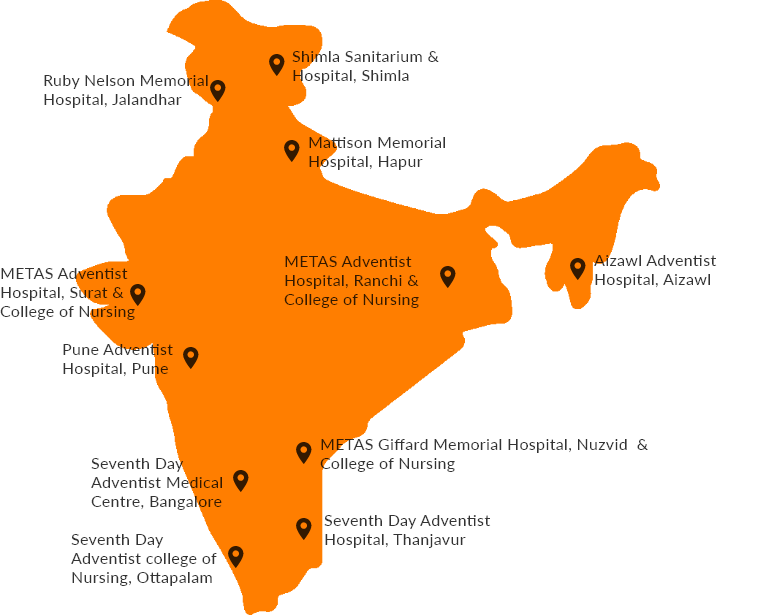 Shimla Sanitarium &
Hospital, Shimla
Ruby Nelson Memorial
Hospital, Jalandhar
Mattison Memorial
Hospital, Hapur
METAS Adventist
Hospital, Ranchi &
College of Nursing
Aizawl Adventist
Hospital, Aizawl
METAS Adventist
Hospital, Surat &
College of Nursing
Pune Adventist
Hospital, Pune
METAS Giffard Memorial Hospital, Nuzvid &
College of Nursing
Seventh Day
Adventist Medical
Centre, Bangalore
Seventh Day Adventist
Hospital, Thanjavur
Seventh Day
Adventist college of
Nursing, Ottapalam